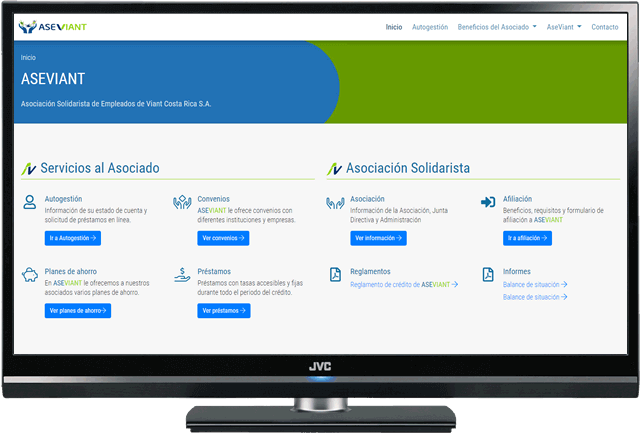 ASEVIANT
Inicio Autogestión Beneficios del Asociado AseViant Contacto
Inicio
ASEVIANT
Asociación Solidarista de Empleados de Viant Costa Rica S.A.
Servicios al Asociado
Autogestión
Información de su estado de cuenta y
solicitud de préstamos en línea.
Ir a Autogestión →
Convenios
ASEVIANT le ofrece convenios con
diferentes instituciones y empresas.
Ver convenios →
Planes de ahorro
En ASEVIANT le ofrecemos a nuestros
asociados varios planes de ahorro.
Ver planes de ahorro→
Préstamos
Préstamos con tasas accesibles y fijas
durante todo el periodo del crédito.
Ver préstamos →
Asociación Solidarista
Asociación
Información de la Asociación, Junta
Directiva y Administración
Ver información →
Afiliación
Beneficios, requisitos y formulario de
afiliación a ASEVIANT
Ir a afiliación →
Reglamentos
Reglamento de crédito de ASEVIANT →
Informes
Balance de situación →
Balance de situación →
JVC